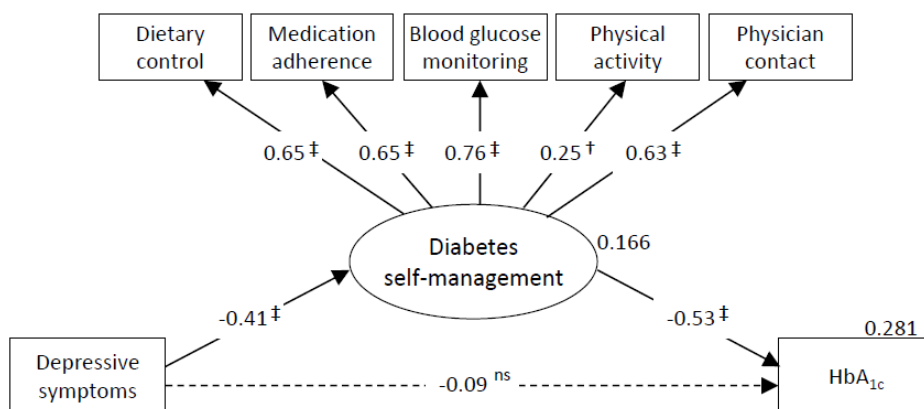 Dietary
control
Medication
adherence
Blood glucose
monitoring
Physical
activity
Physician
contact
0.65 ‡
0.65 ‡
0.76 ‡
0.25 †
0.63 ‡
Diabetes
self-management
0.166
-0.41 ‡
-0.53 ‡
0.281
Depressive
symptoms
-0.09 ns
HbA1c